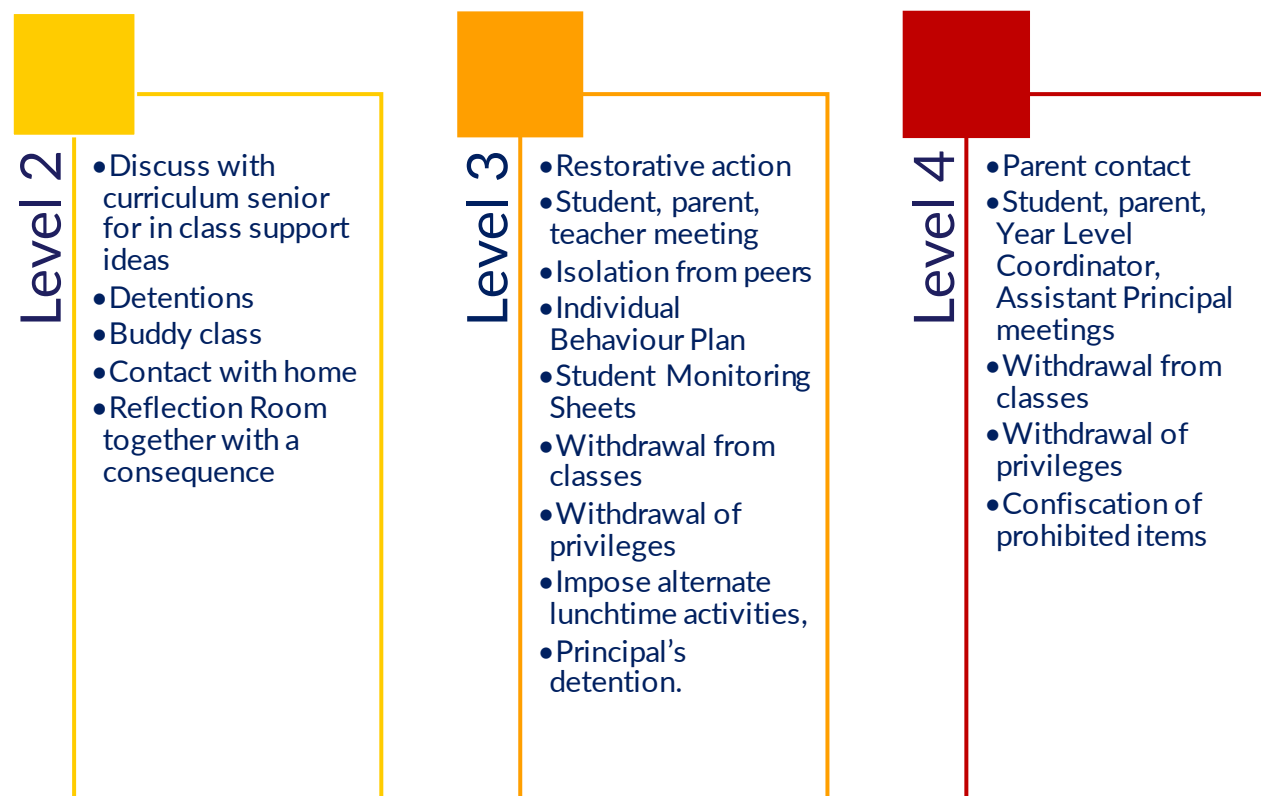 Level 2
•Discuss with
curriculum senior
for in class support
ideas
•Detentions
•Buddy class
•Contact with home
•Reflection Room
together with a
consequence
Level 3
•Restorative action
•Student, parent,
teacher meeting
•Isolation from peers
•Individual
Behaviour Plan
•Student Monitoring
Sheets
•Withdrawal from
classes
•Withdrawal of
privileges
•Impose alternate
lunchtime activities,
•Principal’s
detention.
Level 4
•Parent contact
•Student, parent,
Year Level
Coordinator,
Assistant Principal
meetings
•Withdrawal from
classes
•Withdrawal of
privileges
•Confiscation of
prohibited items